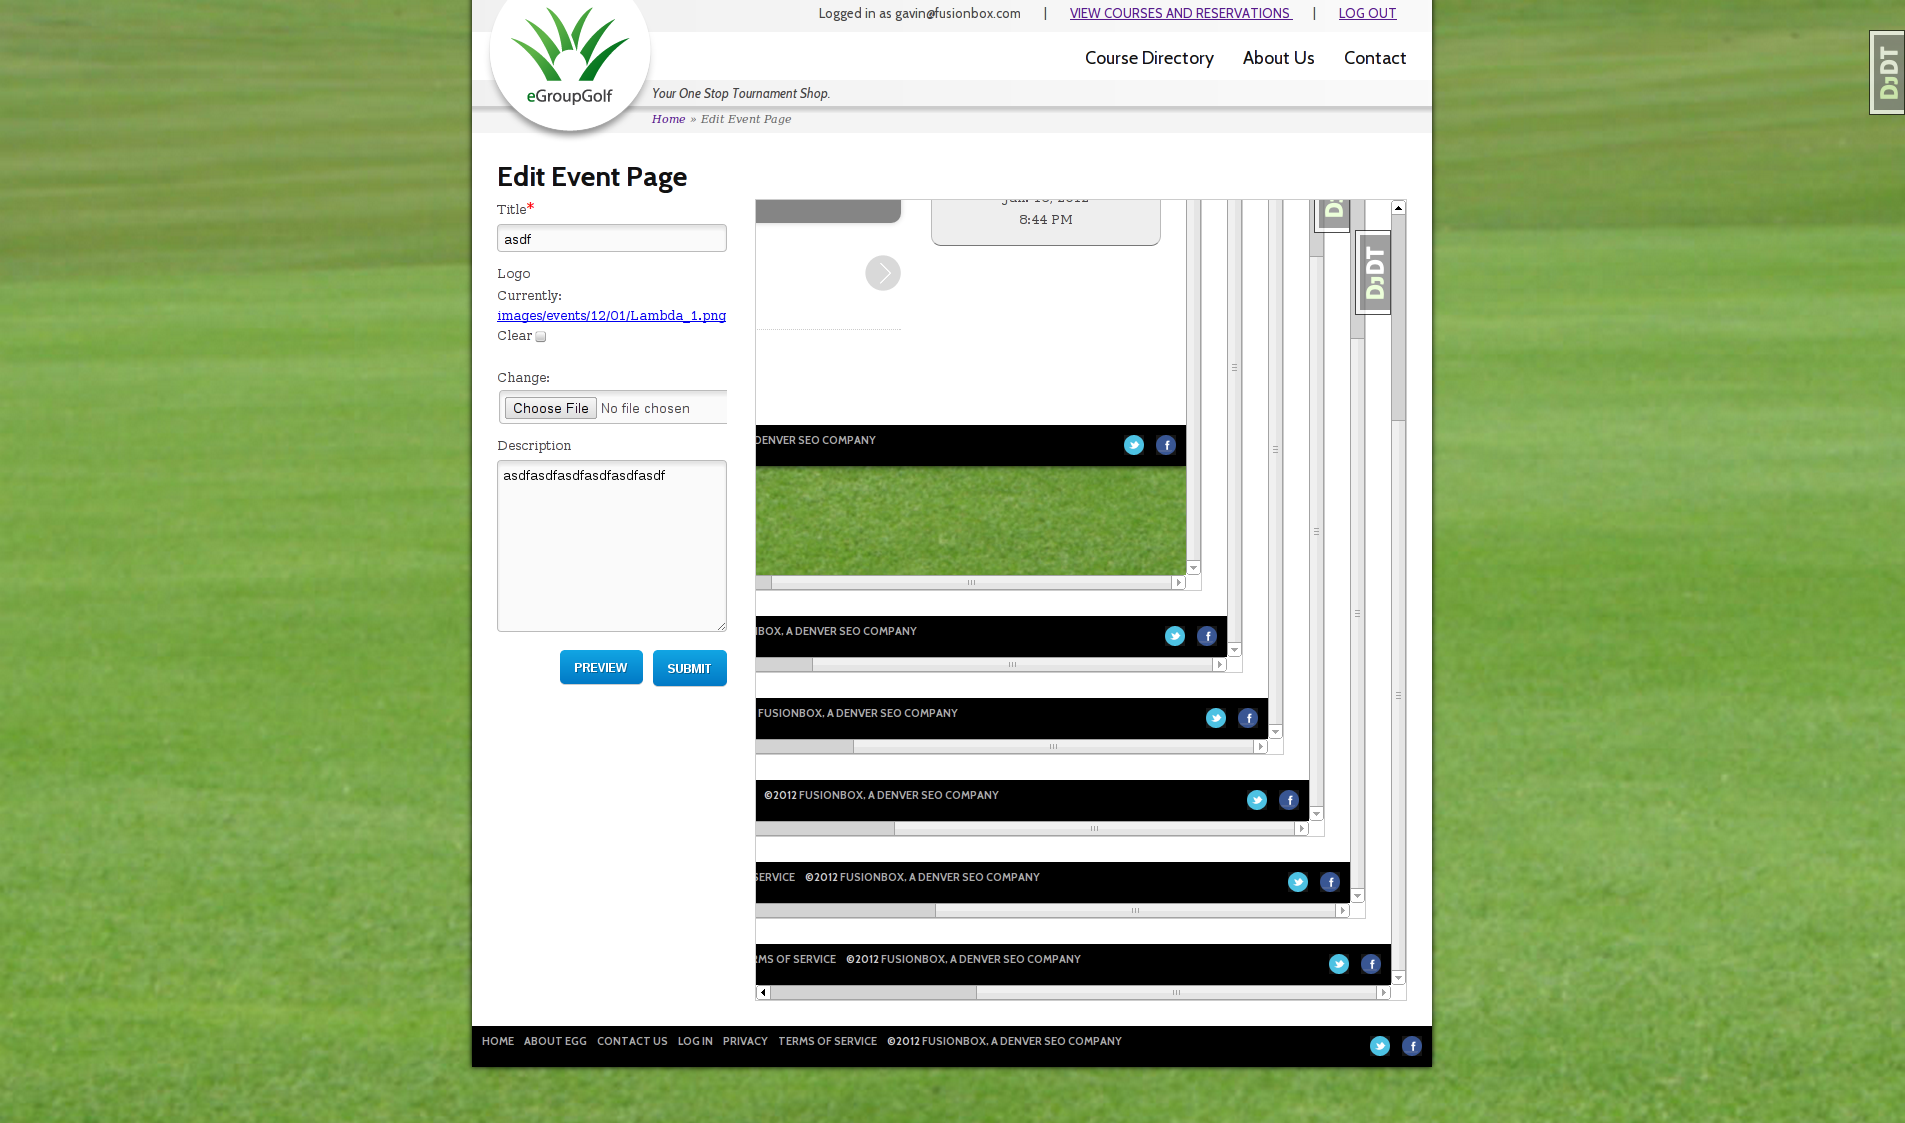 Logged in as gavin@fusionbox.com | VIEW COURSES AND RESERVATIONS | LOG OUT
DJDT
Course Directory About Us Contact
eGroupGolf
Your One Stop Tournament Shop.
Home » Edit Event Page
Edit Event Page
Title*
asdf
Logo
Currently:
images/events/12/01/Lambda_1.png
Clear
Change:
Choose File No file chosen
Description
asdfasdfasdfasdfasdfasdf
PREVIEW SUBMIT
Jan. 18, 2012
8:44 PM
DJDT
DENVER SEO COMPANY
BOX, A DENVER SEO COMPANY
FUSIONBOX, A DENVER SEO COMPANY
©2012 FUSIONBOX, A DENVER SEO COMPANY
SERVICE ©2012 FUSIONBOX, A DENVER SEO COMPANY
RMS OF SERVICE ©2012 FUSIONBOX, A DENVER SEO COMPANY
HOME ABOUT EGG CONTACT US LOG IN PRIVACY TERMS OF SERVICE ©2012 FUSIONBOX, A DENVER SEO COMPANY